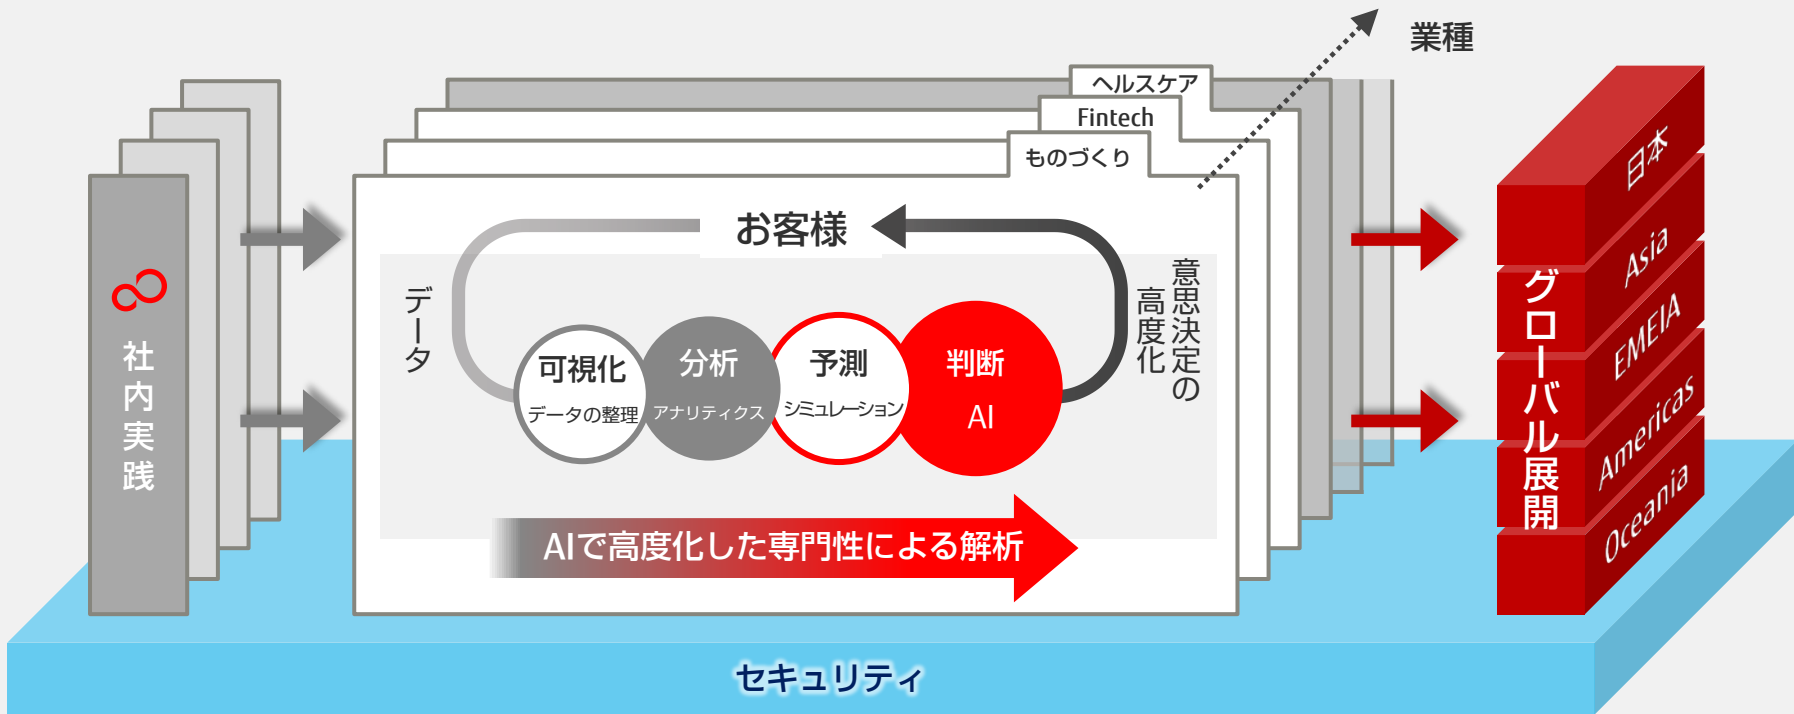 業種
ヘルスケア
Fintech
ものづくり
社内実践
お客様
データ
意思決定の
高度化
可視化
データの整理
分析
アナリティクス
予測
シミュレーション
判断
AI
AIで高度化した専門性による解析
グローバル展開
日本
Asia
EMEIA
Americas
Oceania
セキュリティ